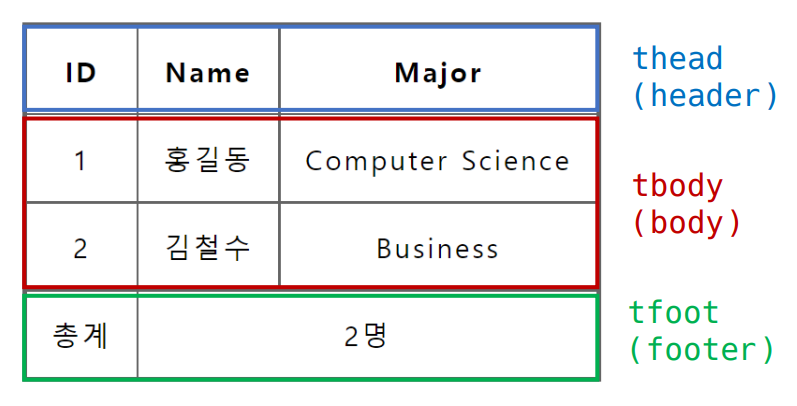 ID Name Major
1 홍길동 Computer Science
2 김철수 Business
총계 2명
thead
(header)
tbody
(body)
tfoot
(footer)